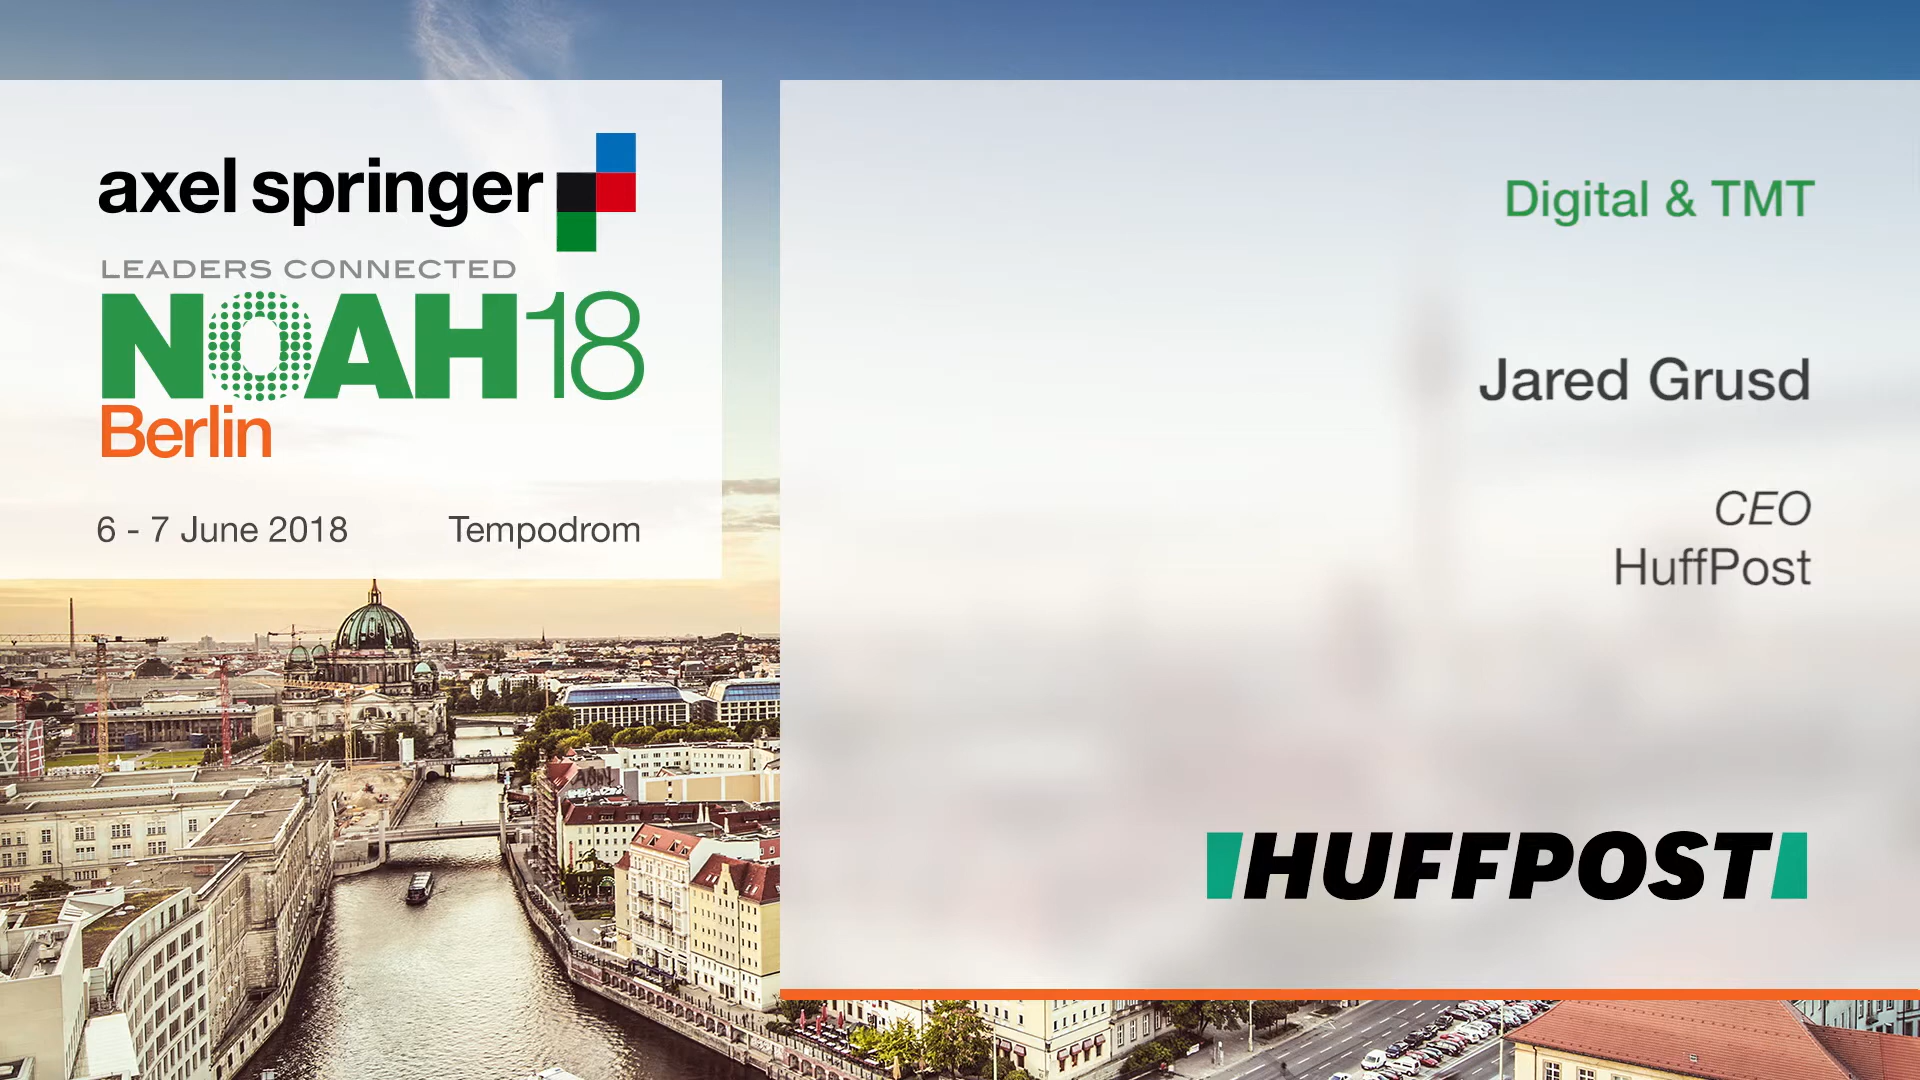 axel springer
LEADERS CONNECTED
NOAH18
Berlin
6 - 7 June 2018
Tempodrom
Digital & TMT
Jared Grusd
CEO
HuffPost
HUFFPOST